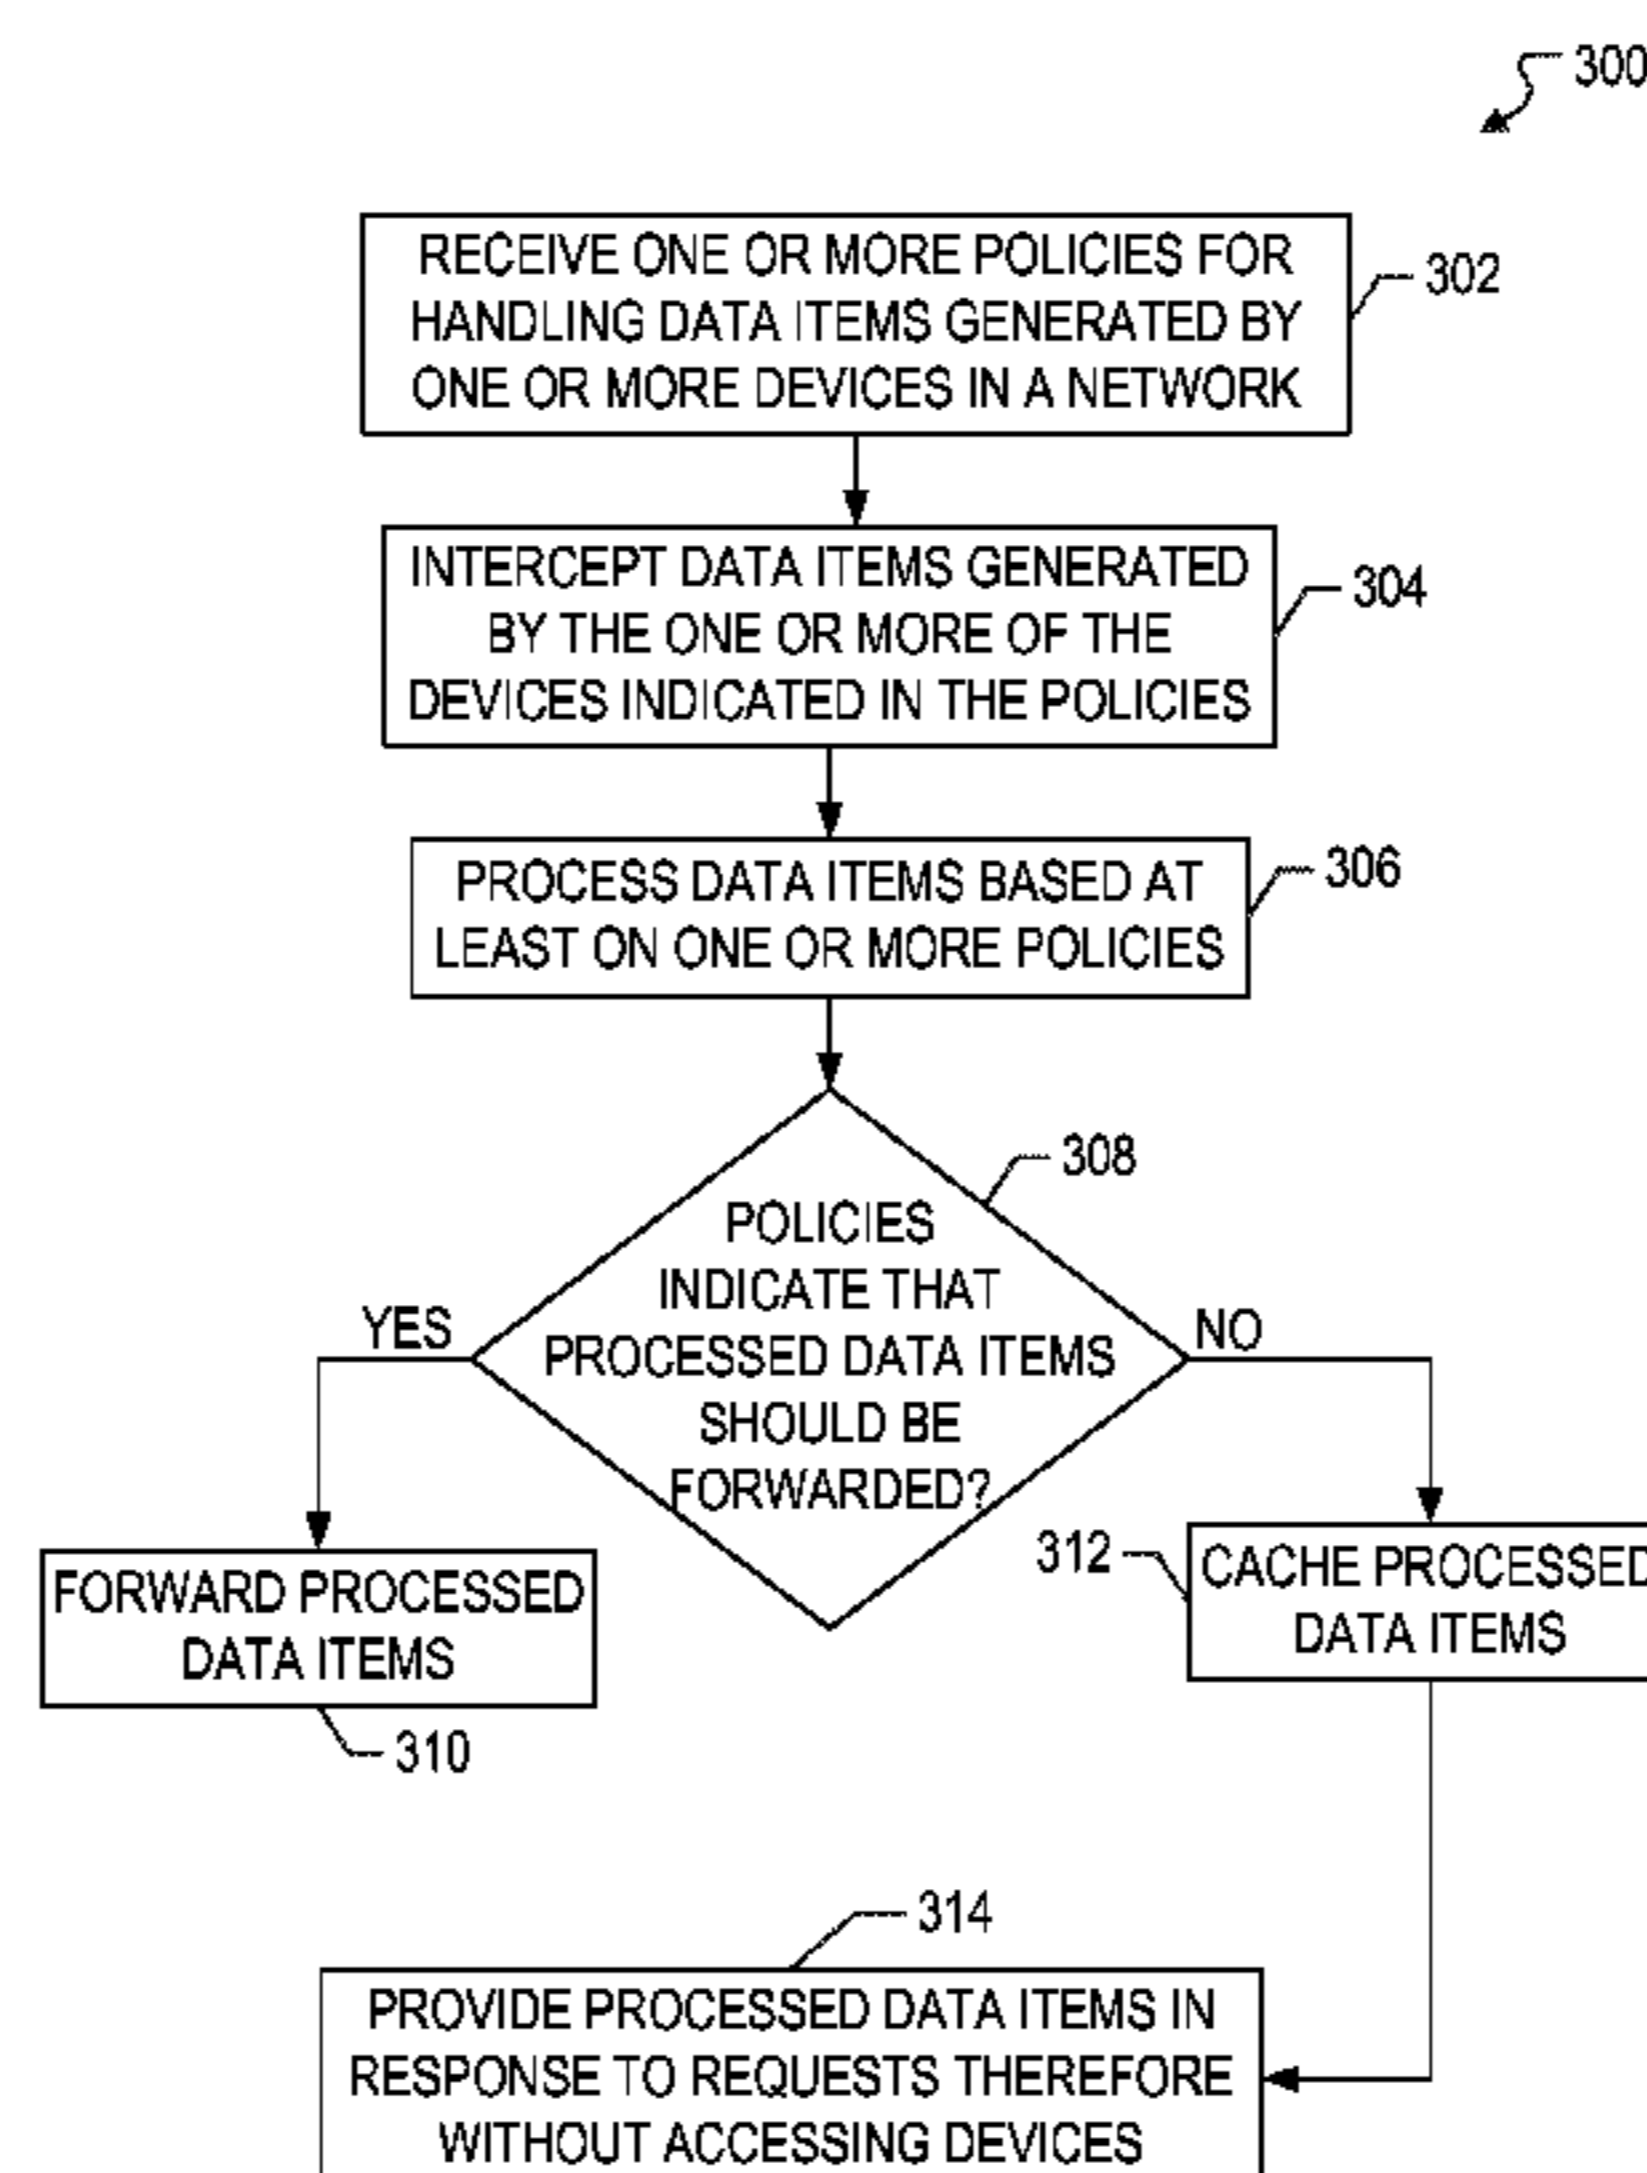 300
RECEIVE ONE OR MORE POLICIES FOR
HANDLING DATA ITEMS GENERATED BY
ONE OR MORE DEVICES IN A NETWORK
302
INTERCEPT DATA ITEMS GENERATED
BY THE ONE OR MORE OF THE
DEVICES INDICATED IN THE POLICIES
304
PROCESS DATA ITEMS BASED AT
LEAST ON ONE OR MORE POLICIES
306
308
POLICIES
INDICATE THAT
PROCESSED DATA ITEMS
SHOULD BE
FORWARDED?
YES
NO
FORWARD PROCESSED
DATA ITEMS
310
312
CACHE PROCESSED
DATA ITEMS
314
PROVIDE PROCESSED DATA ITEMS IN
RESPONSE TO REQUESTS THEREFORE
WITHOUT ACCESSING DEVICES